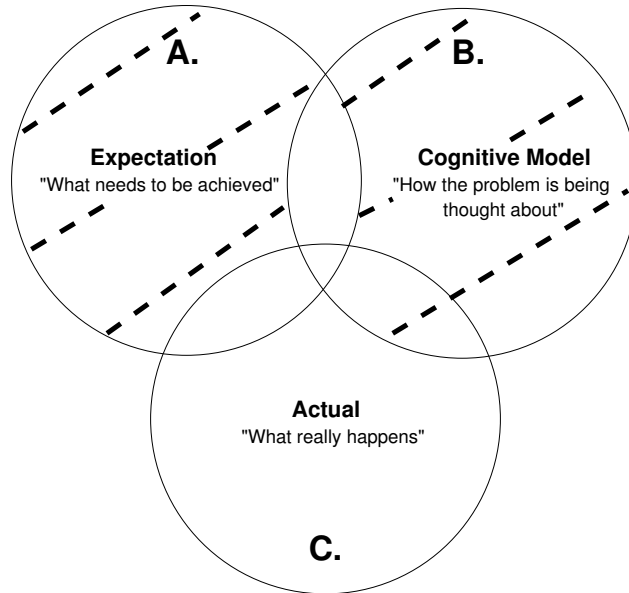 A.
B.
Expectation
"What needs to be achieved"
Cognitive Model
"How the problem is being
thought about"
Actual
"What really happens"
C.